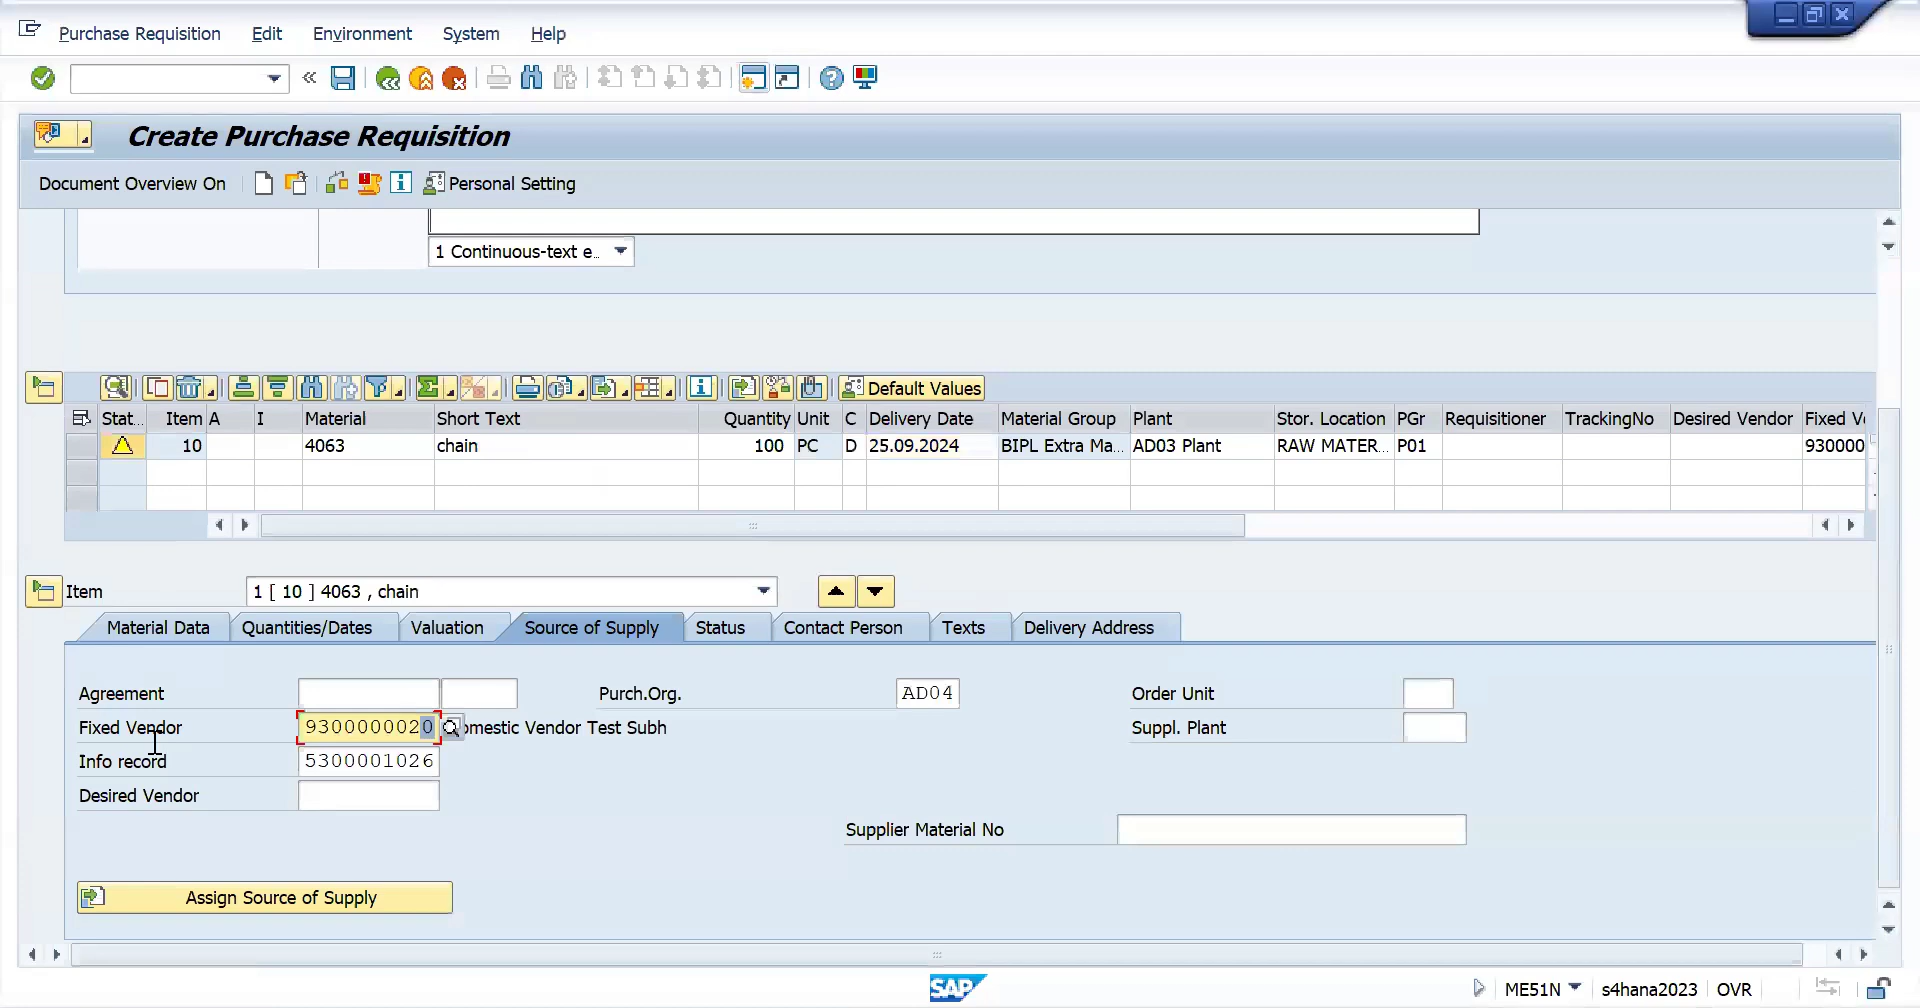 Purchase Requisition Edit Environment System Help
Create Purchase Requisition
Document Overview On Personal Setting
1 Continuous-text e..
Default Values
Stat... Item A I Material Short Text Quantity Unit C Delivery Date Material Group Plant Stor. Location PGr Requisitioner TrackingNo Desired Vendor Fixed
10 4063 chain 100 PC D 25.09.2024 BIPL Extra Ma... AD03 Plant RAW MATER... P01 930000
Item 1 [ 10 ] 4063 , chain
Material Data Quantities/Dates Valuation Source of Supply Status Contact Person Texts Delivery Address
Agreement Purch.Org. AD04 Order Unit
Fixed Vendor 9300000020 omestic Vendor Test Subh Suppl. Plant
Info record 5300001026
Desired Vendor
Supplier Material No
Assign Source of Supply
SAP ME51N s4hana2023 OVR